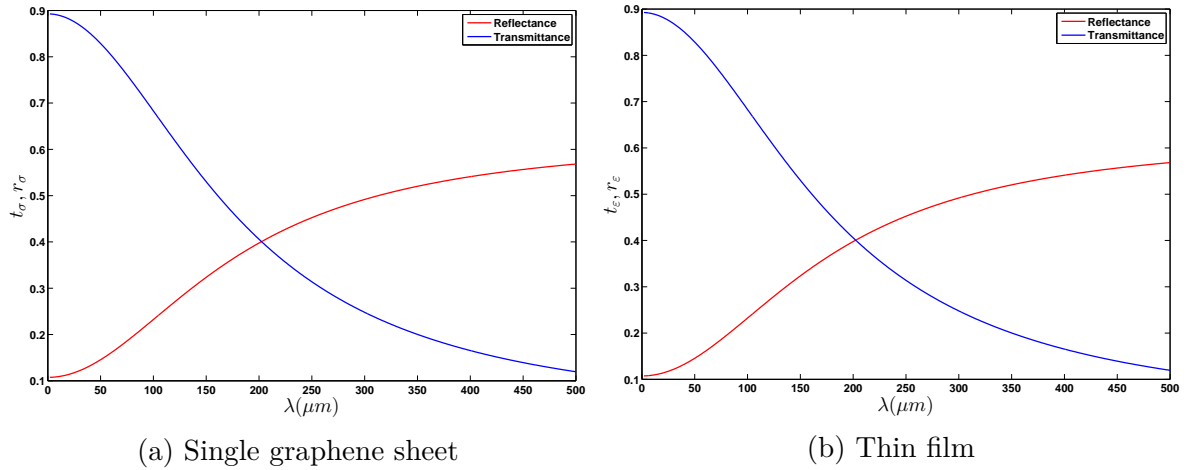 0.9
0.8
0.7
0.6
0.5
0.4
0.3
0.2
0.1
t_σ, r_σ
Reflectance
Transmittance
0 50 100 150 200 250 300 350 400 450 500
λ(μm)
(a) Single graphene sheet
0.9
0.8
0.7
0.6
0.5
0.4
0.3
0.2
0.1
t_ε, r_ε
Reflectance
Transmittance
0 50 100 150 200 250 300 350 400 450 500
λ(μm)
(b) Thin film